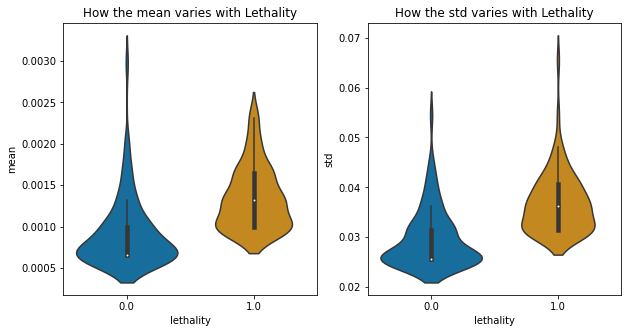 How the mean varies with Lethality
mean
0.0030
0.0025
0.0020
0.0015
0.0010
0.0005
0.0
1.0
lethality
How the std varies with Lethality
std
0.07
0.06
0.05
0.04
0.03
0.02
0.0
1.0
lethality